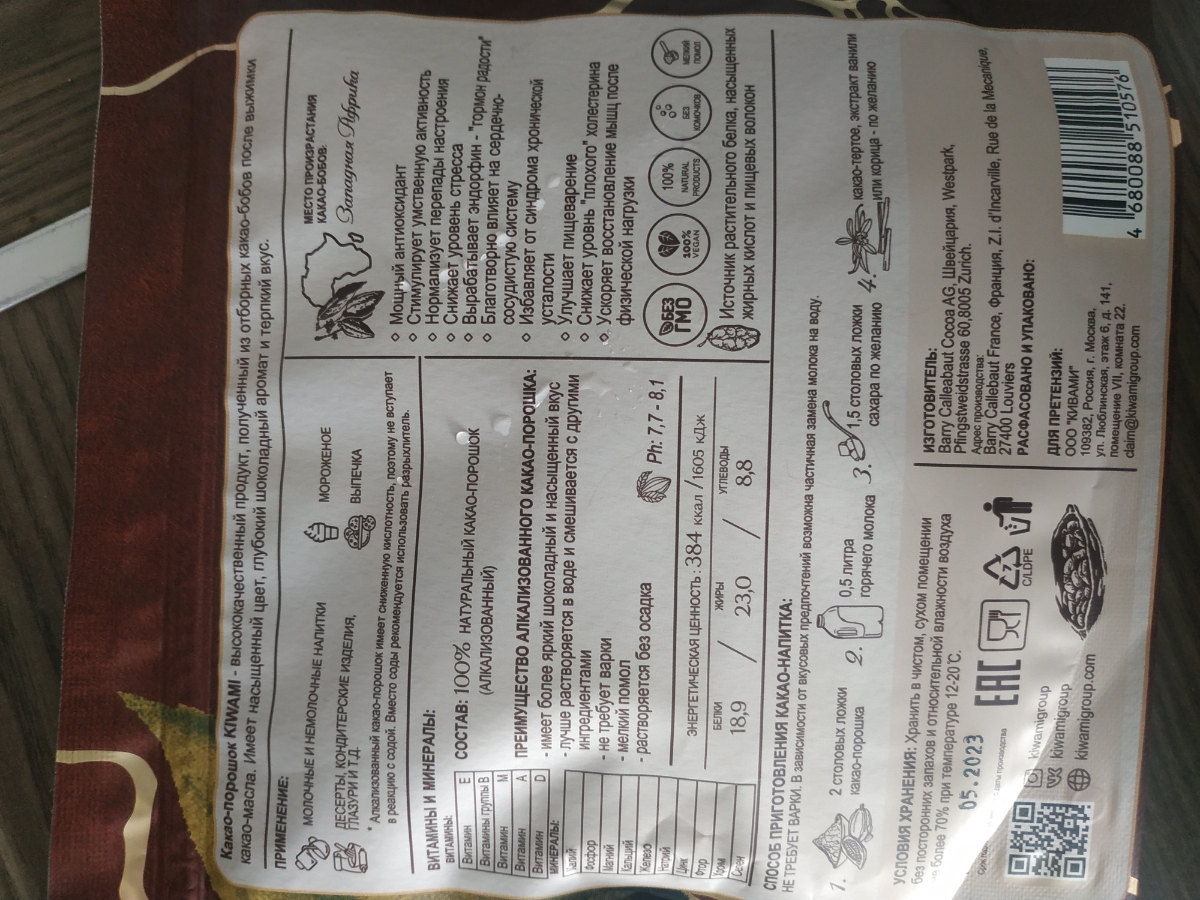 Какао-порошок KIWAMI - высококачественный продукт, полученный из отборных какао-бобов после выжимки
какао-масла. Имеет насыщенный цвет, глубокий шоколадный аромат и терпкий вкус.
ПРИМЕНЕНИЕ:
МОЛОЧНЫЕ И НЕМОЛОЧНЫЕ НАПИТКИ
МОРОЖЕНОЕ
ДЕСЕРТЫ, КОНДИТЕРСКИЕ ИЗДЕЛИЯ,
ГЛАЗУРИ И Т.Д.
ВЫПЕЧКА
* Алкализованный какао-порошок имеет сниженную кислотность, поэтому не вступает
в реакцию с содой. Вместо соды рекомендуется использовать разрыхлитель.
МЕСТО ПРОИЗРАСТАНИЯ
КАКАО-БОБОВ:
Западная Африка
Мощный антиоксидант
Стимулирует умственную активность
Нормализует перепады настроения
Снижает уровень стресса
Вырабатывает эндорфин - "гормон радости"
Благотворно влияет на сердечно-
сосудистую систему
Избавляет от синдрома хронической
усталости
Улучшает пищеварение
Снижает уровнь "плохого" холестерина
Ускоряет восстановление мышц после
физической нагрузки
БЕЗ
ГМО
100%
VEGAN
100%
NATURAL
PRODUCTS
БЕЗ
КОМОЧКОВ
МЕЛКИЙ
ПОМОЛ
Источник растительного белка, насыщенных
жирных кислот и пищевых волокон
ВИТАМИНЫ И МИНЕРАЛЫ:
ВИТАМИНЫ:
Витамин E
Витамины группы B
Витамин M
Витамин A
Витамин D
МИНЕРАЛЫ:
Калий
Фосфор
Магний
Кальций
Железо
Натрий
Цинк
Фтор
Хром
Селен
СОСТАВ: 100% НАТУРАЛЬНЫЙ КАКАО-ПОРОШОК
(АЛКАЛИЗОВАННЫЙ)
ПРЕИМУЩЕСТВО АЛКАЛИЗОВАННОГО КАКАО-ПОРОШКА:
- имеет более яркий шоколадный и насыщенный вкус
- лучше растворяется в воде и смешивается с другими
ингредиентами
- не требует варки
- мелкий помол
- растворяется без осадка
Ph: 7,7 - 8,1
ЭНЕРГЕТИЧЕСКАЯ ЦЕННОСТЬ: 384 ккал /1605 кДж
БЕЛКИ ЖИРЫ УГЛЕВОДЫ
18,9 / 23,0 / 8,8
СПОСОБ ПРИГОТОВЛЕНИЯ КАКАО-НАПИТКА:
НЕ ТРЕБУЕТ ВАРКИ. В зависимости от вкусовых предпочтений возможна частичная замена молока на воду.
1. 2 столовых ложки
какао-порошка
2. 0,5 литра
горячего молока
3. 1,5 столовых ложки
сахара по желанию
4. какао-тертое, экстракт ванили
или корица - по желанию
УСЛОВИЯ ХРАНЕНИЯ: Хранить в чистом, сухом помещении
без посторонних запахов и относительной влажности воздуха
не более 70% при температуре 12-20°C.
05.2023
даты производства
EAC
C/LDPE
kiwamigroup
kiwamigroup
kiwamigroup.com
ИЗГОТОВИТЕЛЬ:
Barry Calleabaut Cocoa AG, Швейцария, Westpark,
Pfingstweidstrasse 60,8005 Zurich.
Адрес производства:
Barry Callebaut France, Франция, Z.I. d'Incarville, Rue de la Mecanique,
27400 Louviers
РАСФАСОВАНО И УПАКОВАНО:
ДЛЯ ПРЕТЕНЗИЙ:
ООО "КИВАМИ"
109382, Россия, г. Москва,
ул. Люблинская, этаж 6, д. 141,
помещение VII, комната 22.
claim@kiwamigroup.com
4 680088 510576